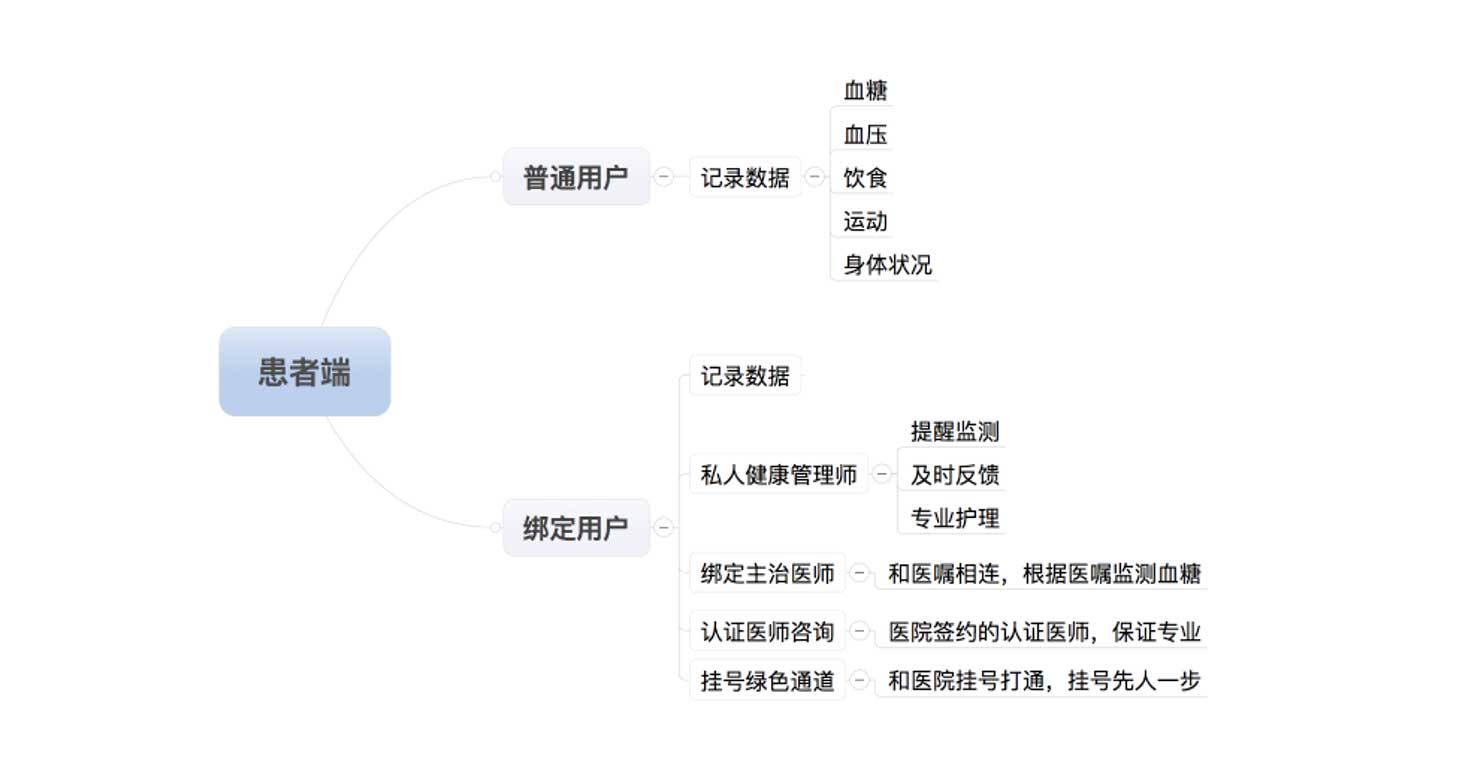 患者端
普通用户
记录数据
血糖
血压
饮食
运动
身体状况
绑定用户
记录数据
私人健康管理师
提醒监测
及时反馈
专业护理
绑定主治医师
和医嘱相连，根据医嘱监测血糖
认证医师咨询
医院签约的认证医师，保证专业
挂号绿色通道
和医院挂号打通，挂号先人一步